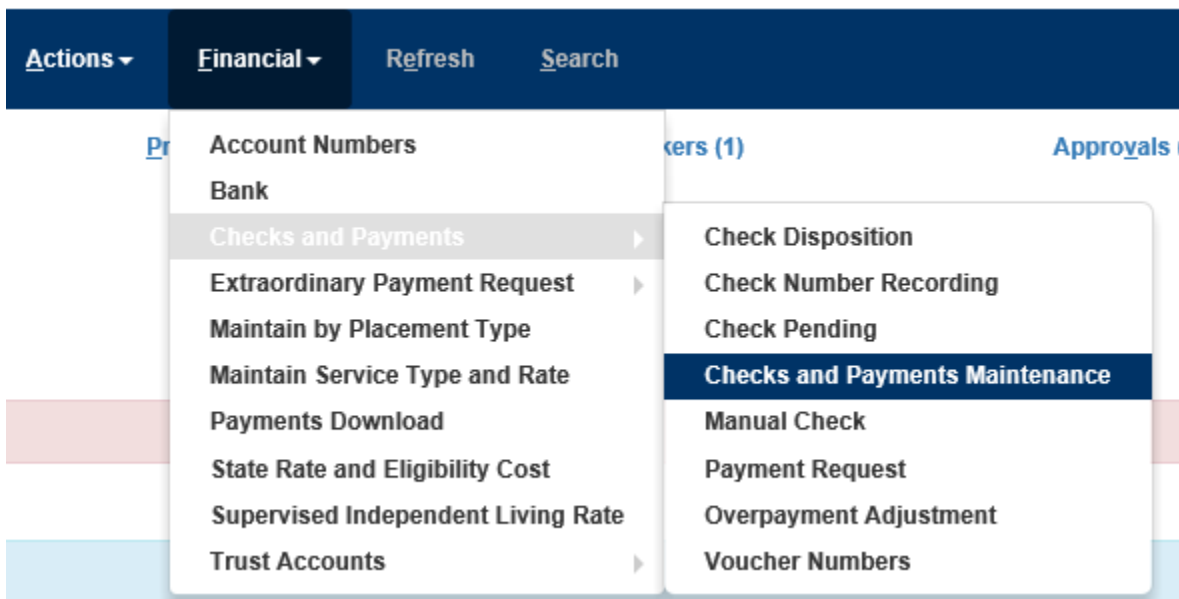 Actions Financial Refresh Search
Pr kers (1) Approvals (
Account Numbers
Bank
Checks and Payments
Extraordinary Payment Request
Maintain by Placement Type
Maintain Service Type and Rate
Payments Download
State Rate and Eligibility Cost
Supervised Independent Living Rate
Trust Accounts
Check Disposition
Check Number Recording
Check Pending
Checks and Payments Maintenance
Manual Check
Payment Request
Overpayment Adjustment
Voucher Numbers